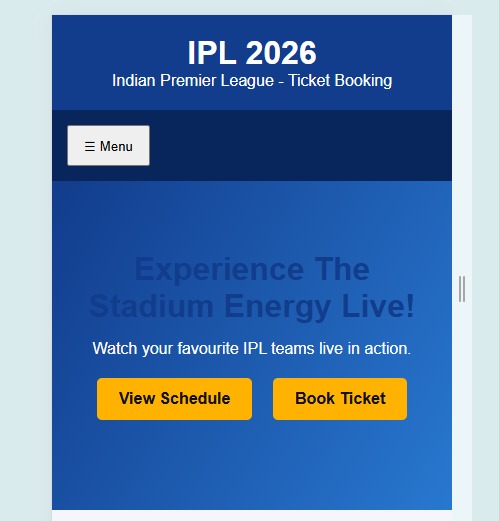 IPL 2026
Indian Premier League - Ticket Booking
☰ Menu
Experience The
Stadium Energy Live!
Watch your favourite IPL teams live in action.
View Schedule
Book Ticket